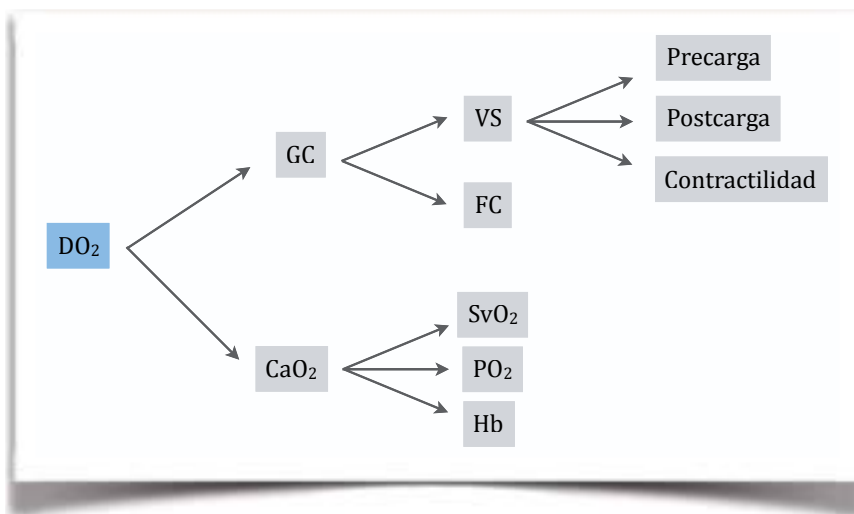 Precarga
VS
Postcarga
GC
Contractilidad
FC
DO₂
SvO₂
CaO₂
PO₂
Hb